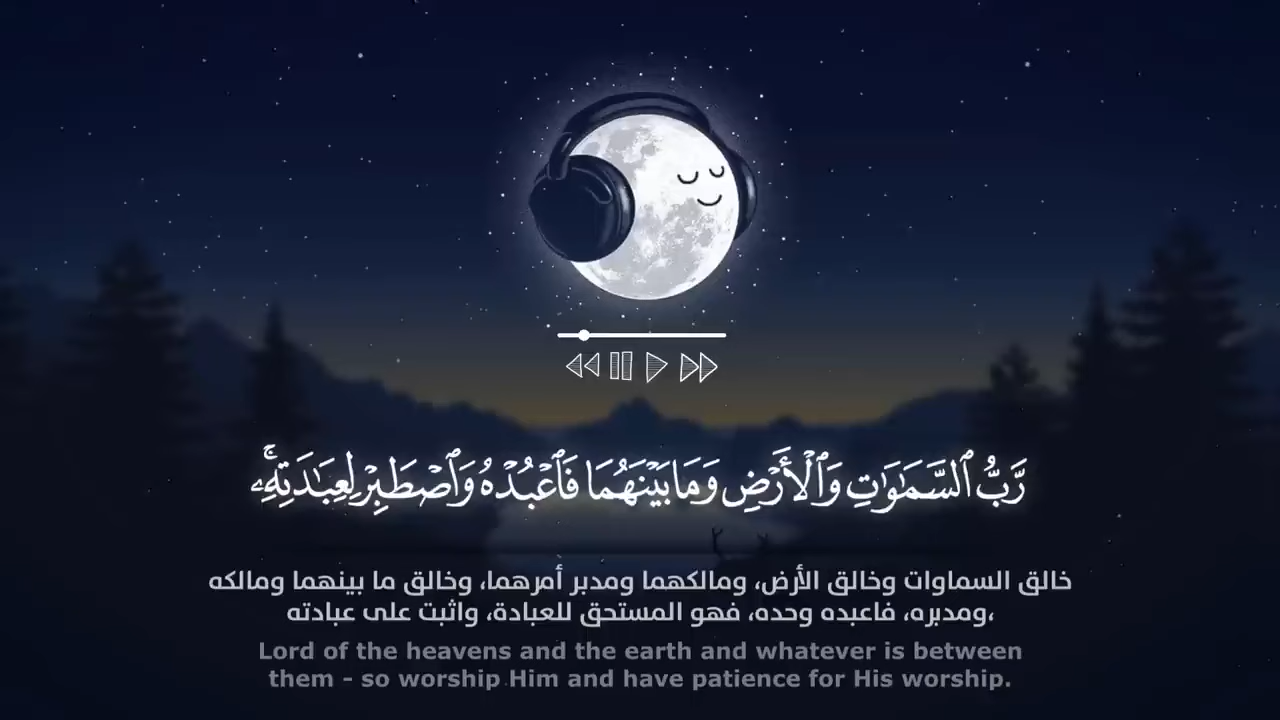 رَّبُّ ٱلسَّمَٰوَٰتِ وَٱلْأَرْضِ وَمَا بَيْنَهُمَا فَٱعْبُدْهُ وَٱصْطَبِرْ لِعِبَٰدَتِهِۦۚ
خالق السماوات وخالق الأرض، ومالكهما ومدبر أمرهما، وخالق ما بينهما ومالكه
ومدبره، فاعبده وحده، فهو المستحق للعبادة، واثبت على عبادته،
Lord of the heavens and the earth and whatever is between
them - so worship Him and have patience for His worship.